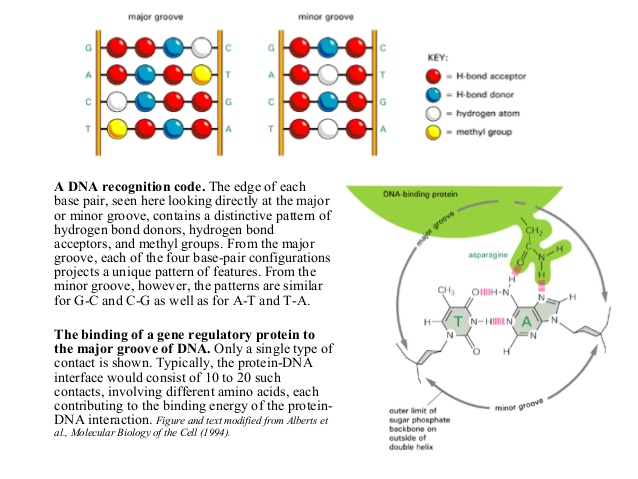 major groove
minor groove
G C G C
A T A T
C G C G
T A T A
KEY:
= H-bond acceptor
= H-bond donor
= hydrogen atom
= methyl group
A DNA recognition code. The edge of each
base pair, seen here looking directly at the major
or minor groove, contains a distinctive pattern of
hydrogen bond donors, hydrogen bond
acceptors, and methyl groups. From the major
groove, each of the four base-pair configurations
projects a unique pattern of features. From the
minor groove, however, the patterns are similar
for G-C and C-G as well as for A-T and T-A.
The binding of a gene regulatory protein to
the major groove of DNA. Only a single type of
contact is shown. Typically, the protein-DNA
interface would consist of 10 to 20 such
contacts, involving different amino acids, each
contributing to the binding energy of the protein-
DNA interaction. Figure and text modified from Alberts et
al., Molecular Biology of the Cell (1994).
DNA-binding protein
major groove
asparagine
CH2
C
O
N
H
H
H
CH3
O
H-N
N
H
H
T
N-H
N
A
N
N
O
H
N
minor groove
outer limit of
sugar phosphate
backbone on
outside of
double helix